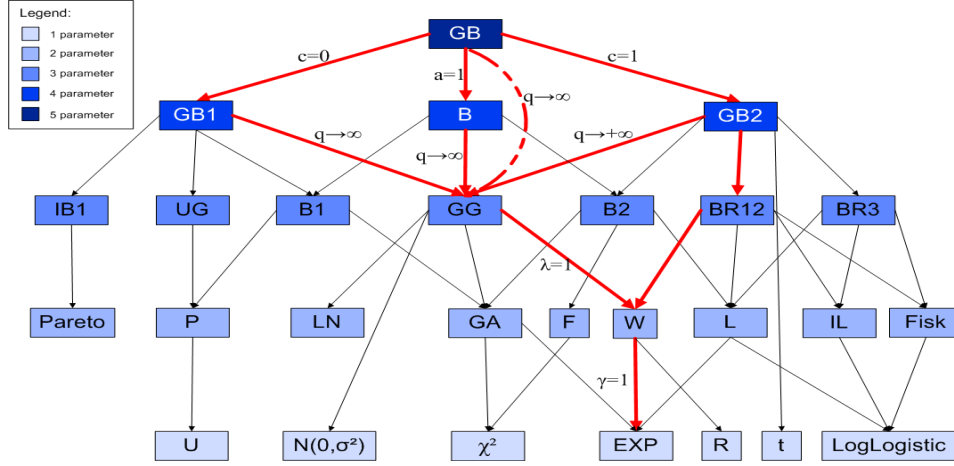 Legend:
1 parameter
2 parameter
3 parameter
4 parameter
5 parameter
GB
c=0
a=1
c=1
q→∞
GB1
B
GB2
q→∞
q→∞
q→+∞
IB1
UG
B1
GG
B2
BR12
BR3
λ=1
Pareto
P
LN
GA
F
W
L
IL
Fisk
γ=1
U
N(0,σ²)
χ²
EXP
R
t
LogLogistic